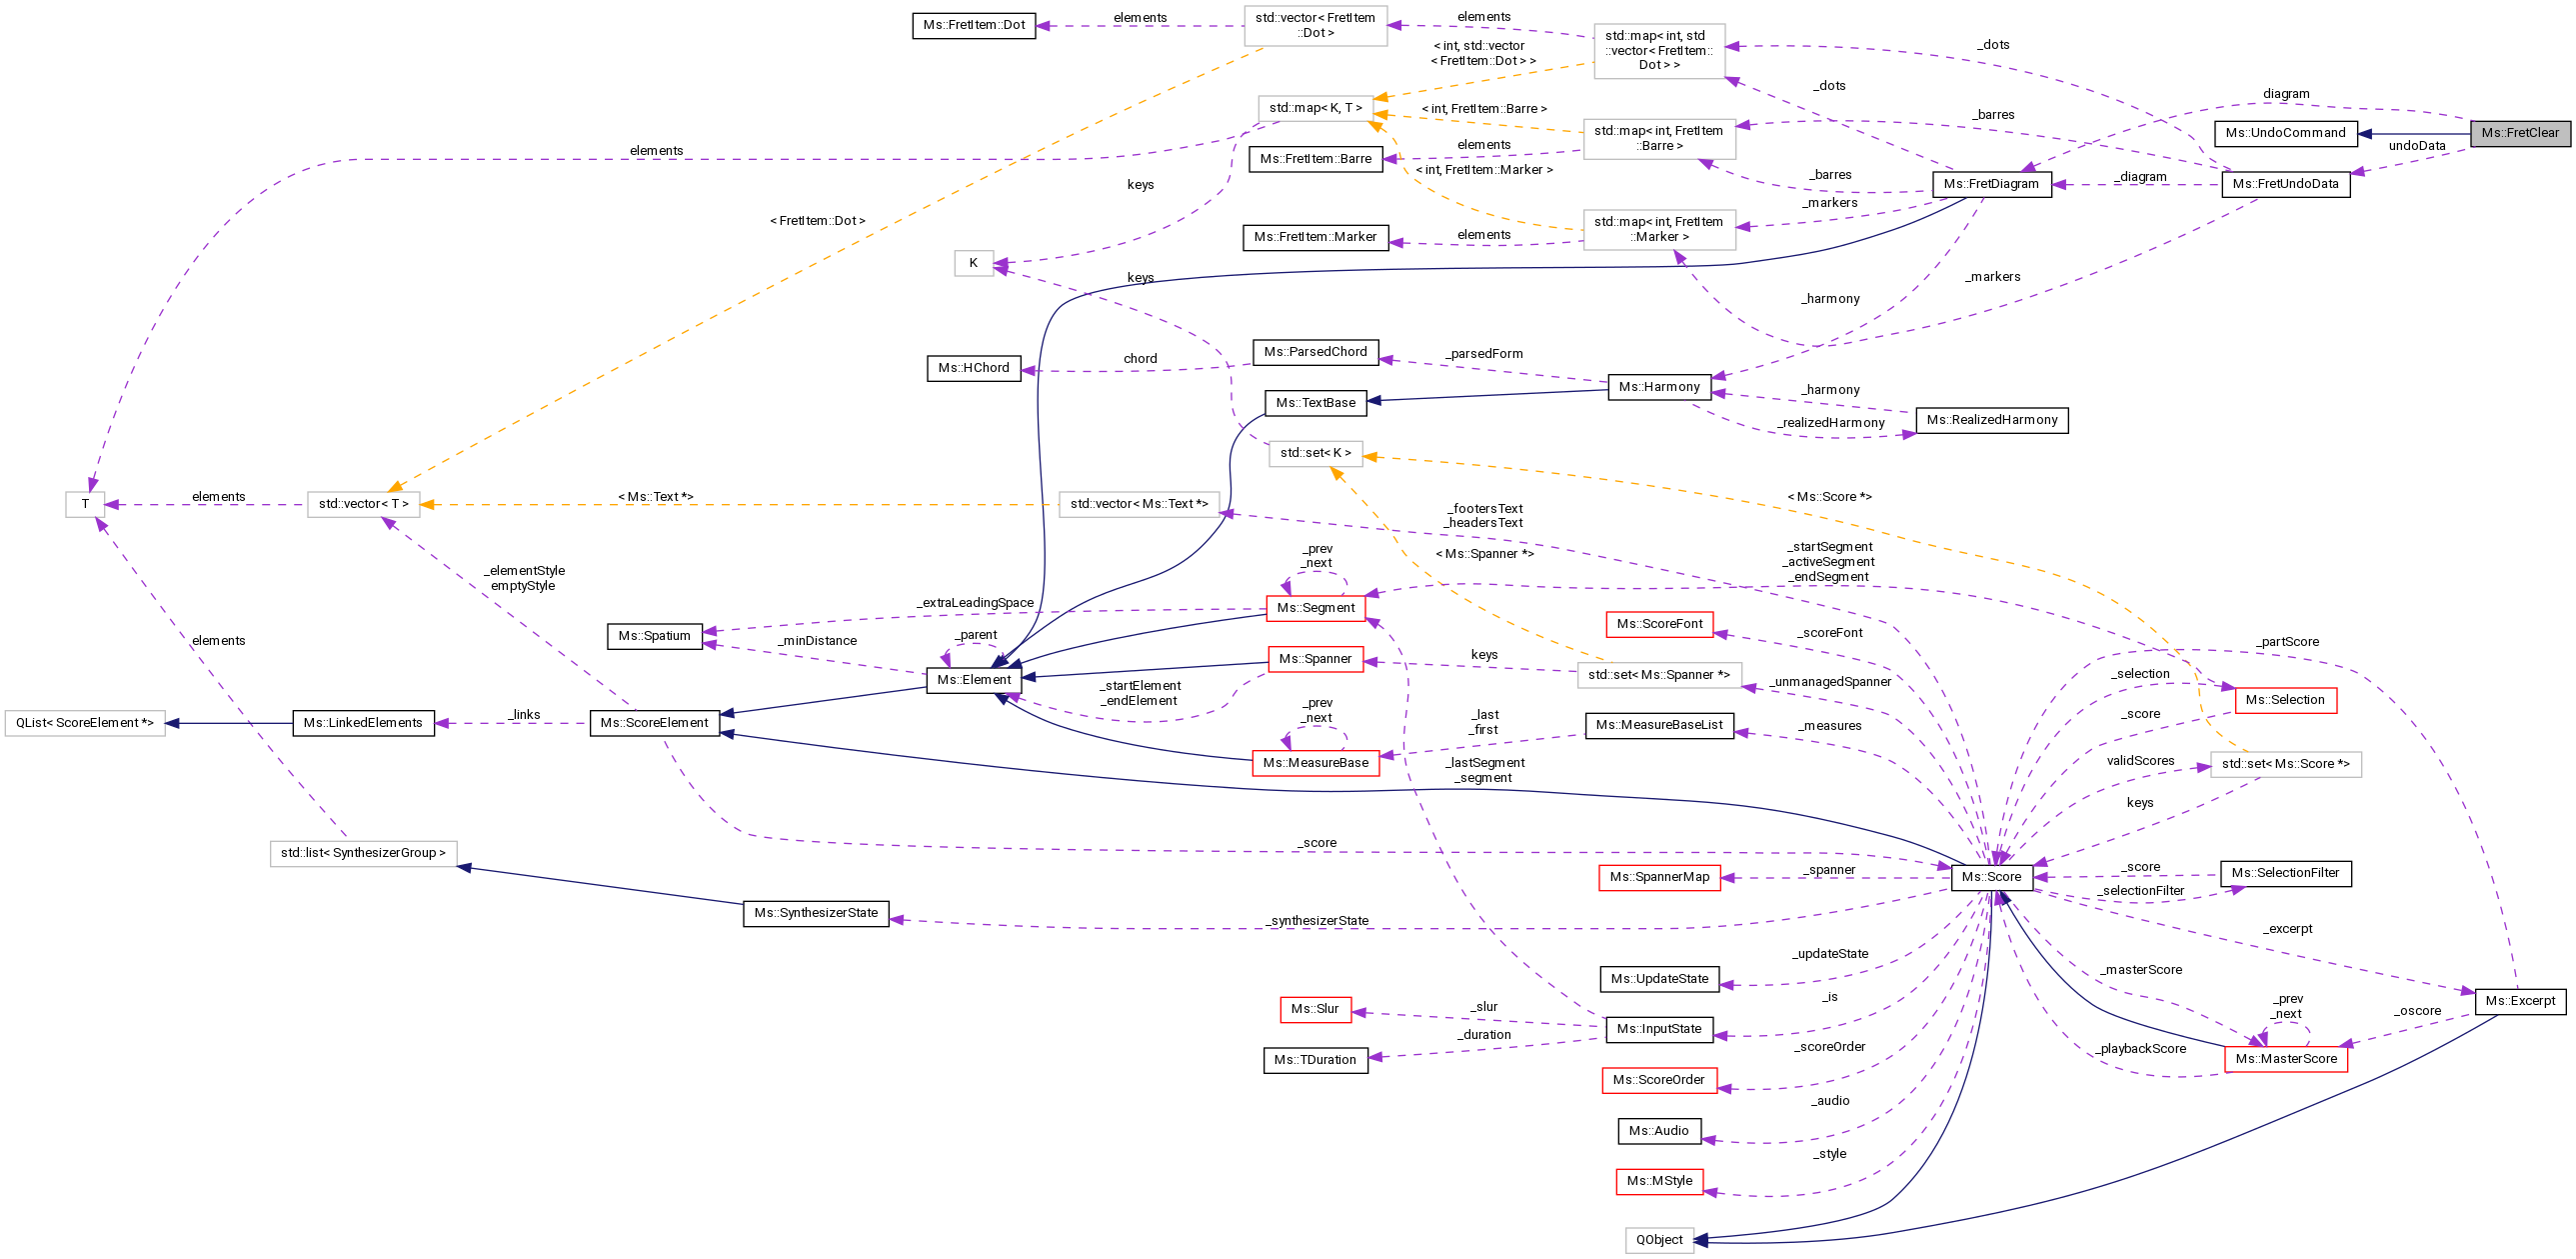 Ms::FretItem::Dot
elements
std::vector< FretItem
::Dot >
elements
std::map< int, std
::vector< FretItem::
Dot > >
_dots
< int, std::vector
< FretItem::Dot > >
_dots
diagram
std::map< K, T >
< int, FretItem::Barre >
std::map< int, FretItem
::Barre >
_barres
Ms::UndoCommand
Ms::FretClear
undoData
elements
Ms::FretItem::Barre
elements
< int, FretItem::Marker >
_barres
Ms::FretDiagram
_diagram
Ms::FretUndoData
keys
_markers
< FretItem::Dot >
Ms::FretItem::Marker
elements
std::map< int, FretItem
::Marker >
K
keys
_harmony
_markers
Ms::HChord
chord
Ms::ParsedChord
_parsedForm
Ms::Harmony
_harmony
Ms::RealizedHarmony
_realizedHarmony
Ms::TextBase
std::set< K >
T
elements
std::vector< T >
< Ms::Text *>
std::vector< Ms::Text *>
_footersText
_headersText
< Ms::Score *>
< Ms::Spanner *>
_startSegment
_activeSegment
_endSegment
_elementStyle
emptyStyle
_prev
_next
_extraLeadingSpace
Ms::Segment
Ms::Spatium
_minDistance
_parent
Ms::ScoreFont
_scoreFont
_partScore
elements
Ms::Element
Ms::Spanner
keys
std::set< Ms::Spanner *>
_unmanagedSpanner
_selection
Ms::Selection
_startElement
_endElement
_score
QList< ScoreElement *>
Ms::LinkedElements
_links
Ms::ScoreElement
_prev
_next
Ms::MeasureBase
_last
_first
Ms::MeasureBaseList
_measures
validScores
std::set< Ms::Score *>
_lastSegment
_segment
keys
_score
std::list< SynthesizerGroup >
Ms::SpannerMap
_spanner
Ms::Score
_score
Ms::SelectionFilter
_selectionFilter
Ms::SynthesizerState
_synthesizerState
_excerpt
Ms::UpdateState
_updateState
_masterScore
_prev
_next
Ms::Excerpt
_oscore
Ms::Slur
_slur
_is
Ms::InputState
_duration
Ms::TDuration
_scoreOrder
_playbackScore
Ms::MasterScore
Ms::ScoreOrder
_audio
Ms::Audio
_style
Ms::MStyle
QObject